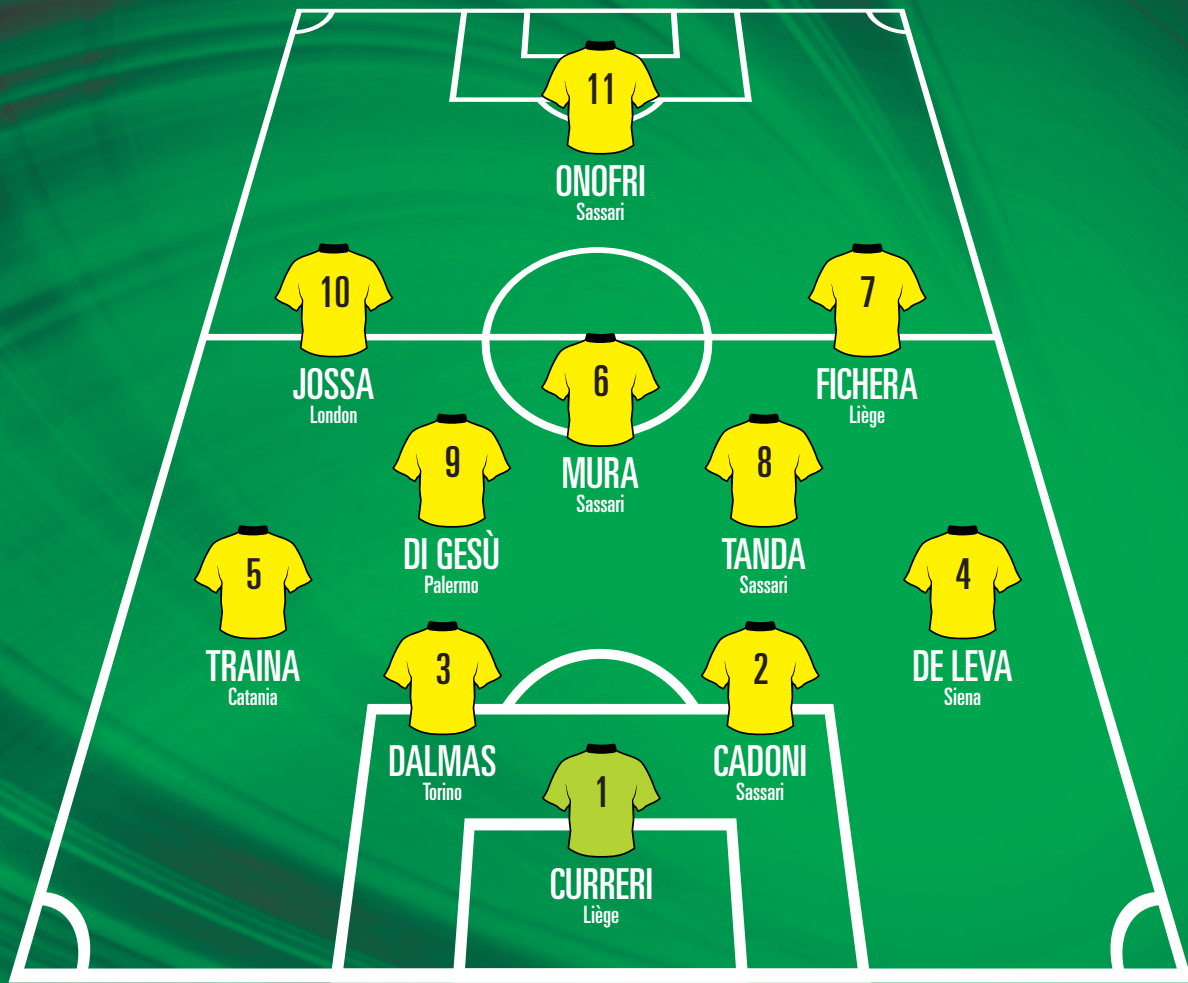 11
ONOFRI
Sassari
10
JOSSA
London
7
FICHERA
Liège
6
MURA
Sassari
9
DI GESÙ
Palermo
8
TANDA
Sassari
5
TRAINA
Catania
4
DE LEVA
Siena
3
DALMAS
Torino
2
CADONI
Sassari
1
CURRERI
Liège